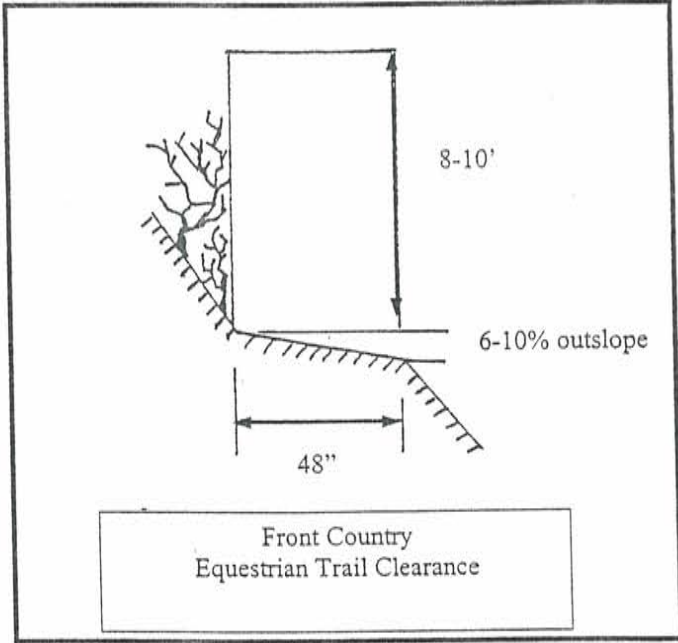 8-10’
6-10% outslope
48”
Front Country
Equestrian Trail Clearance